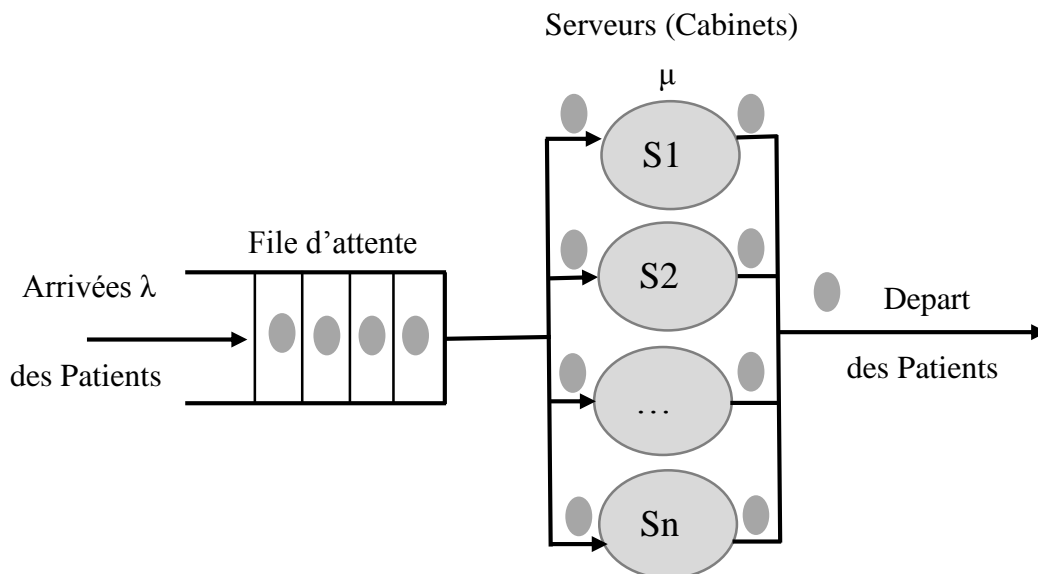 Serveurs (Cabinets)
μ
S1
File d'attente
S2
Arrivées λ
des Patients
Depart
des Patients
...
Sn